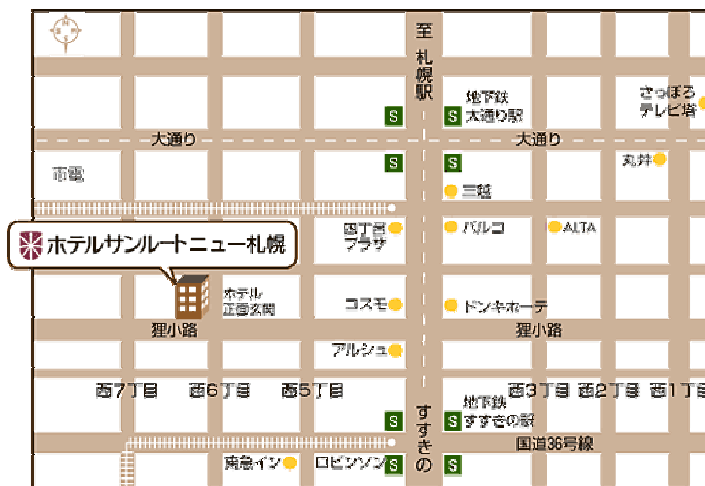 至
札幌駅
地下鉄
大通り駅
さっぽろ
テレビ塔
S
S
大通り
大通り
S
S
丸井
市電
三越
四丁目
プラザ
パルコ
ALTA
ホテルサンルートニュー札幌
ホテル
正面玄関
コスモ
ドンキホーテ
狸小路
狸小路
アルシュ
西7丁目
西6丁目
西5丁目
西3丁目
西2丁目
西1丁目
地下鉄
すすきの駅
S
S
すすきの
国道36号線
東急イン
ロビンソン
S
S